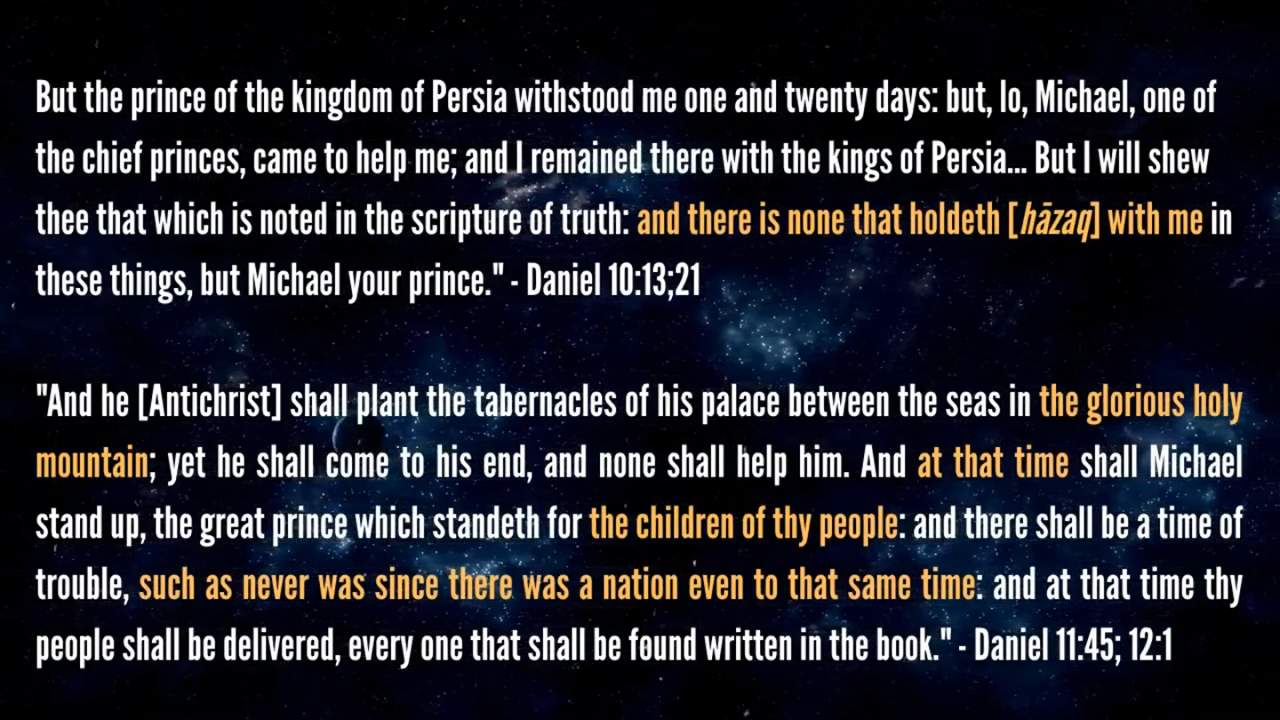 But the prince of the kingdom of Persia withstood me one and twenty days: but, lo, Michael, one of
the chief princes, came to help me; and I remained there with the kings of Persia... But I will shew
thee that which is noted in the scripture of truth: and there is none that holdeth [hāzaq] with me in
these things, but Michael your prince." - Daniel 10:13;21
"And he [Antichrist] shall plant the tabernacles of his palace between the seas in the glorious holy
mountain; yet he shall come to his end, and none shall help him. And at that time shall Michael
stand up, the great prince which standeth for the children of thy people: and there shall be a time of
trouble, such as never was since there was a nation even to that same time: and at that time thy
people shall be delivered, every one that shall be found written in the book." - Daniel 11:45; 12:1